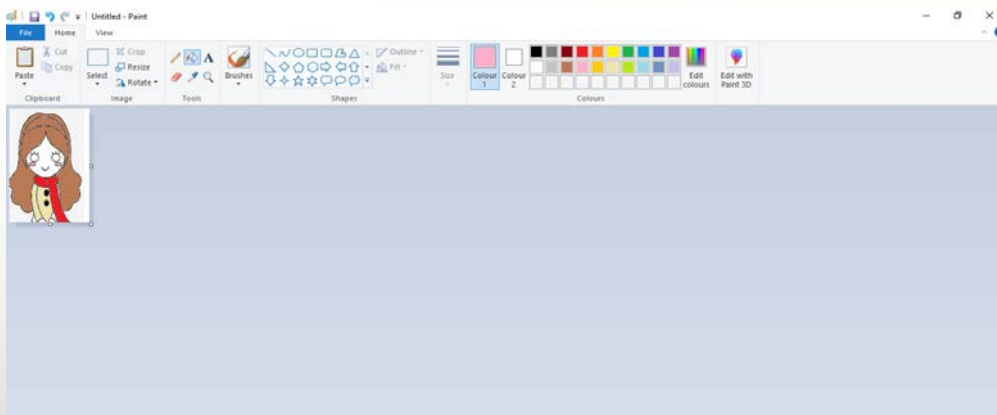 Untitled - Paint
File Home View
Paste
Cut
Copy
Clipboard
Select
Crop
Resize
Rotate
Image
A
Tools
Brushes
Shapes
Outline
Fill
Size
Colour 1
Colour 2
Colours
Edit colours
Edit with Paint 3D